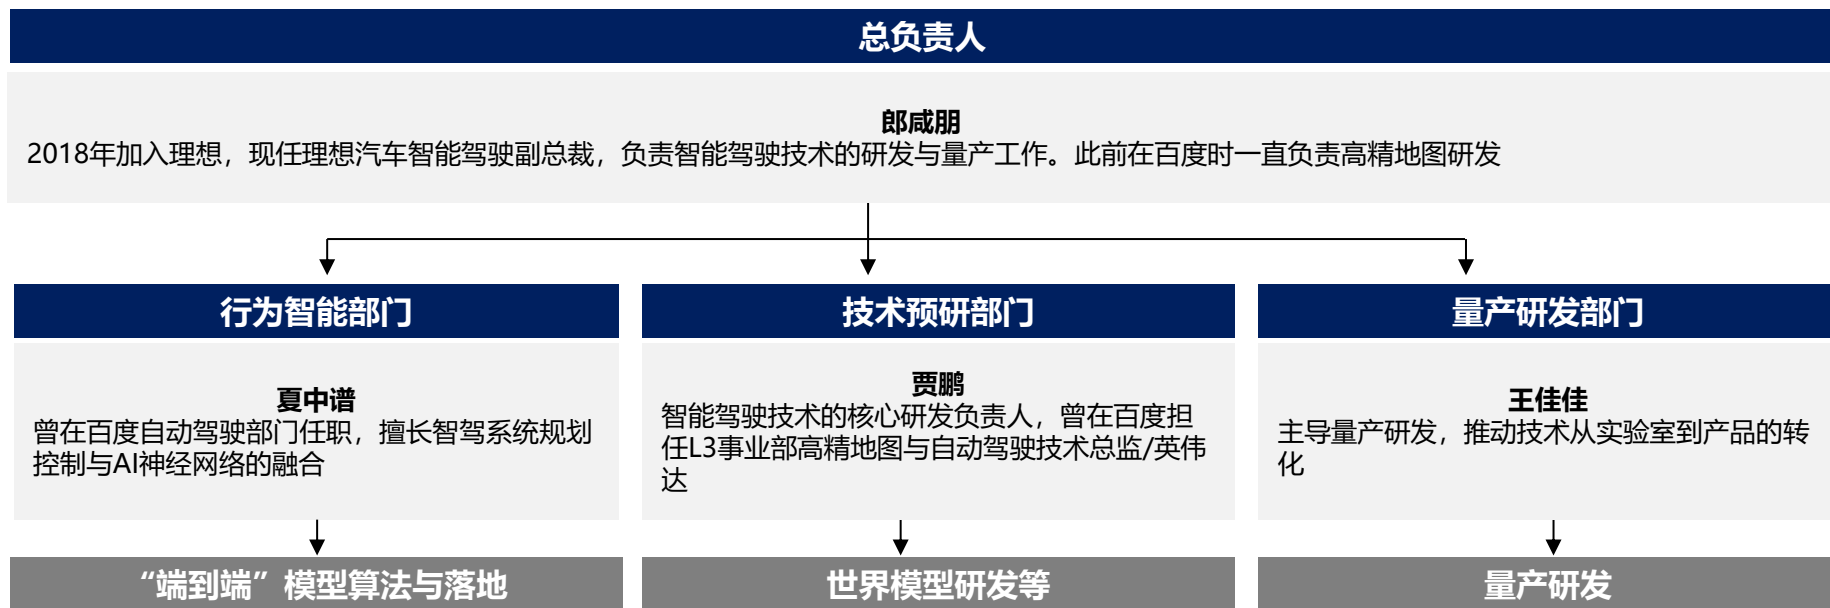 总负责人
郎咸朋
2018年加入理想，现任理想汽车智能驾驶副总裁，负责智能驾驶技术的研发与量产工作。此前在百度时一直负责高精地图研发
行为智能部门
夏中谱
曾在百度自动驾驶部门任职，擅长智驾系统规划
控制与AI神经网络的融合
“端到端”模型算法与落地
技术预研部门
贾鹏
智能驾驶技术的核心研发负责人，曾在百度担
任L3事业部高精地图与自动驾驶技术总监/英伟
达
世界模型研发等
量产研发部门
王佳佳
主导量产研发，推动技术从实验室到产品的转
化
量产研发